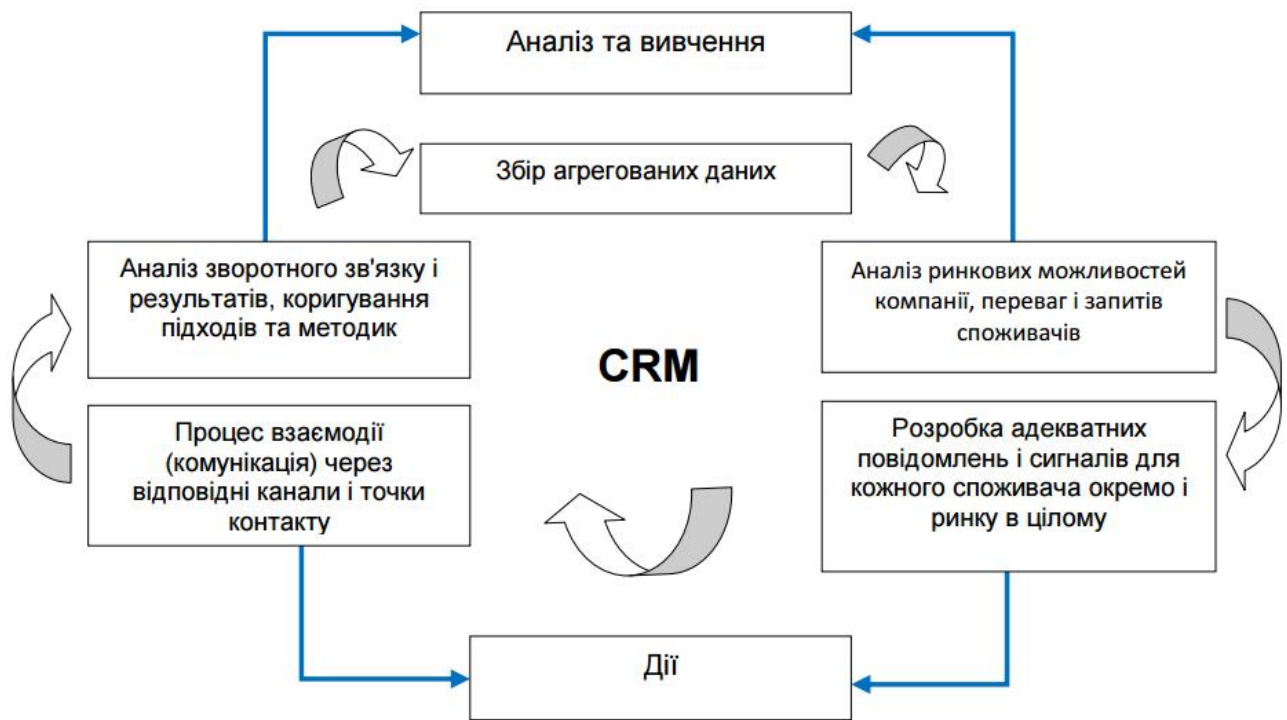 Аналіз та вивчення
Збір агрегованих даних
Аналіз зворотного зв'язку і
результатів, коригування
підходів та методик
Аналіз ринкових можливостей
компанії, переваг і запитів
споживачів
CRM
Процес взаємодії
(комунікація) через
відповідні канали і точки
контакту
Розробка адекватних
повідомлень і сигналів для
кожного споживача окремо і
ринку в цілому
Дії